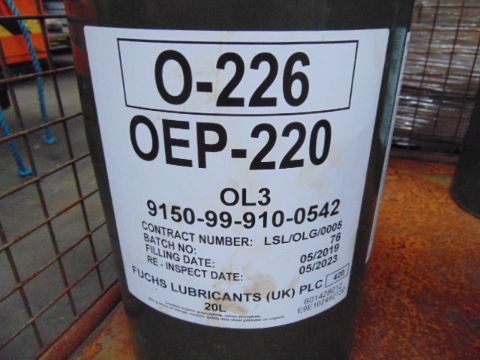 O-226
OEP-220
OL3
9150-99-910-0542
CONTRACT NUMBER: LSL/OLG/0005
BATCH NO: 76
FILLING DATE: 05/2019
RE - INSPECT DATE: 05/2023
FUCHS LUBRICANTS (UK) PLC
20L